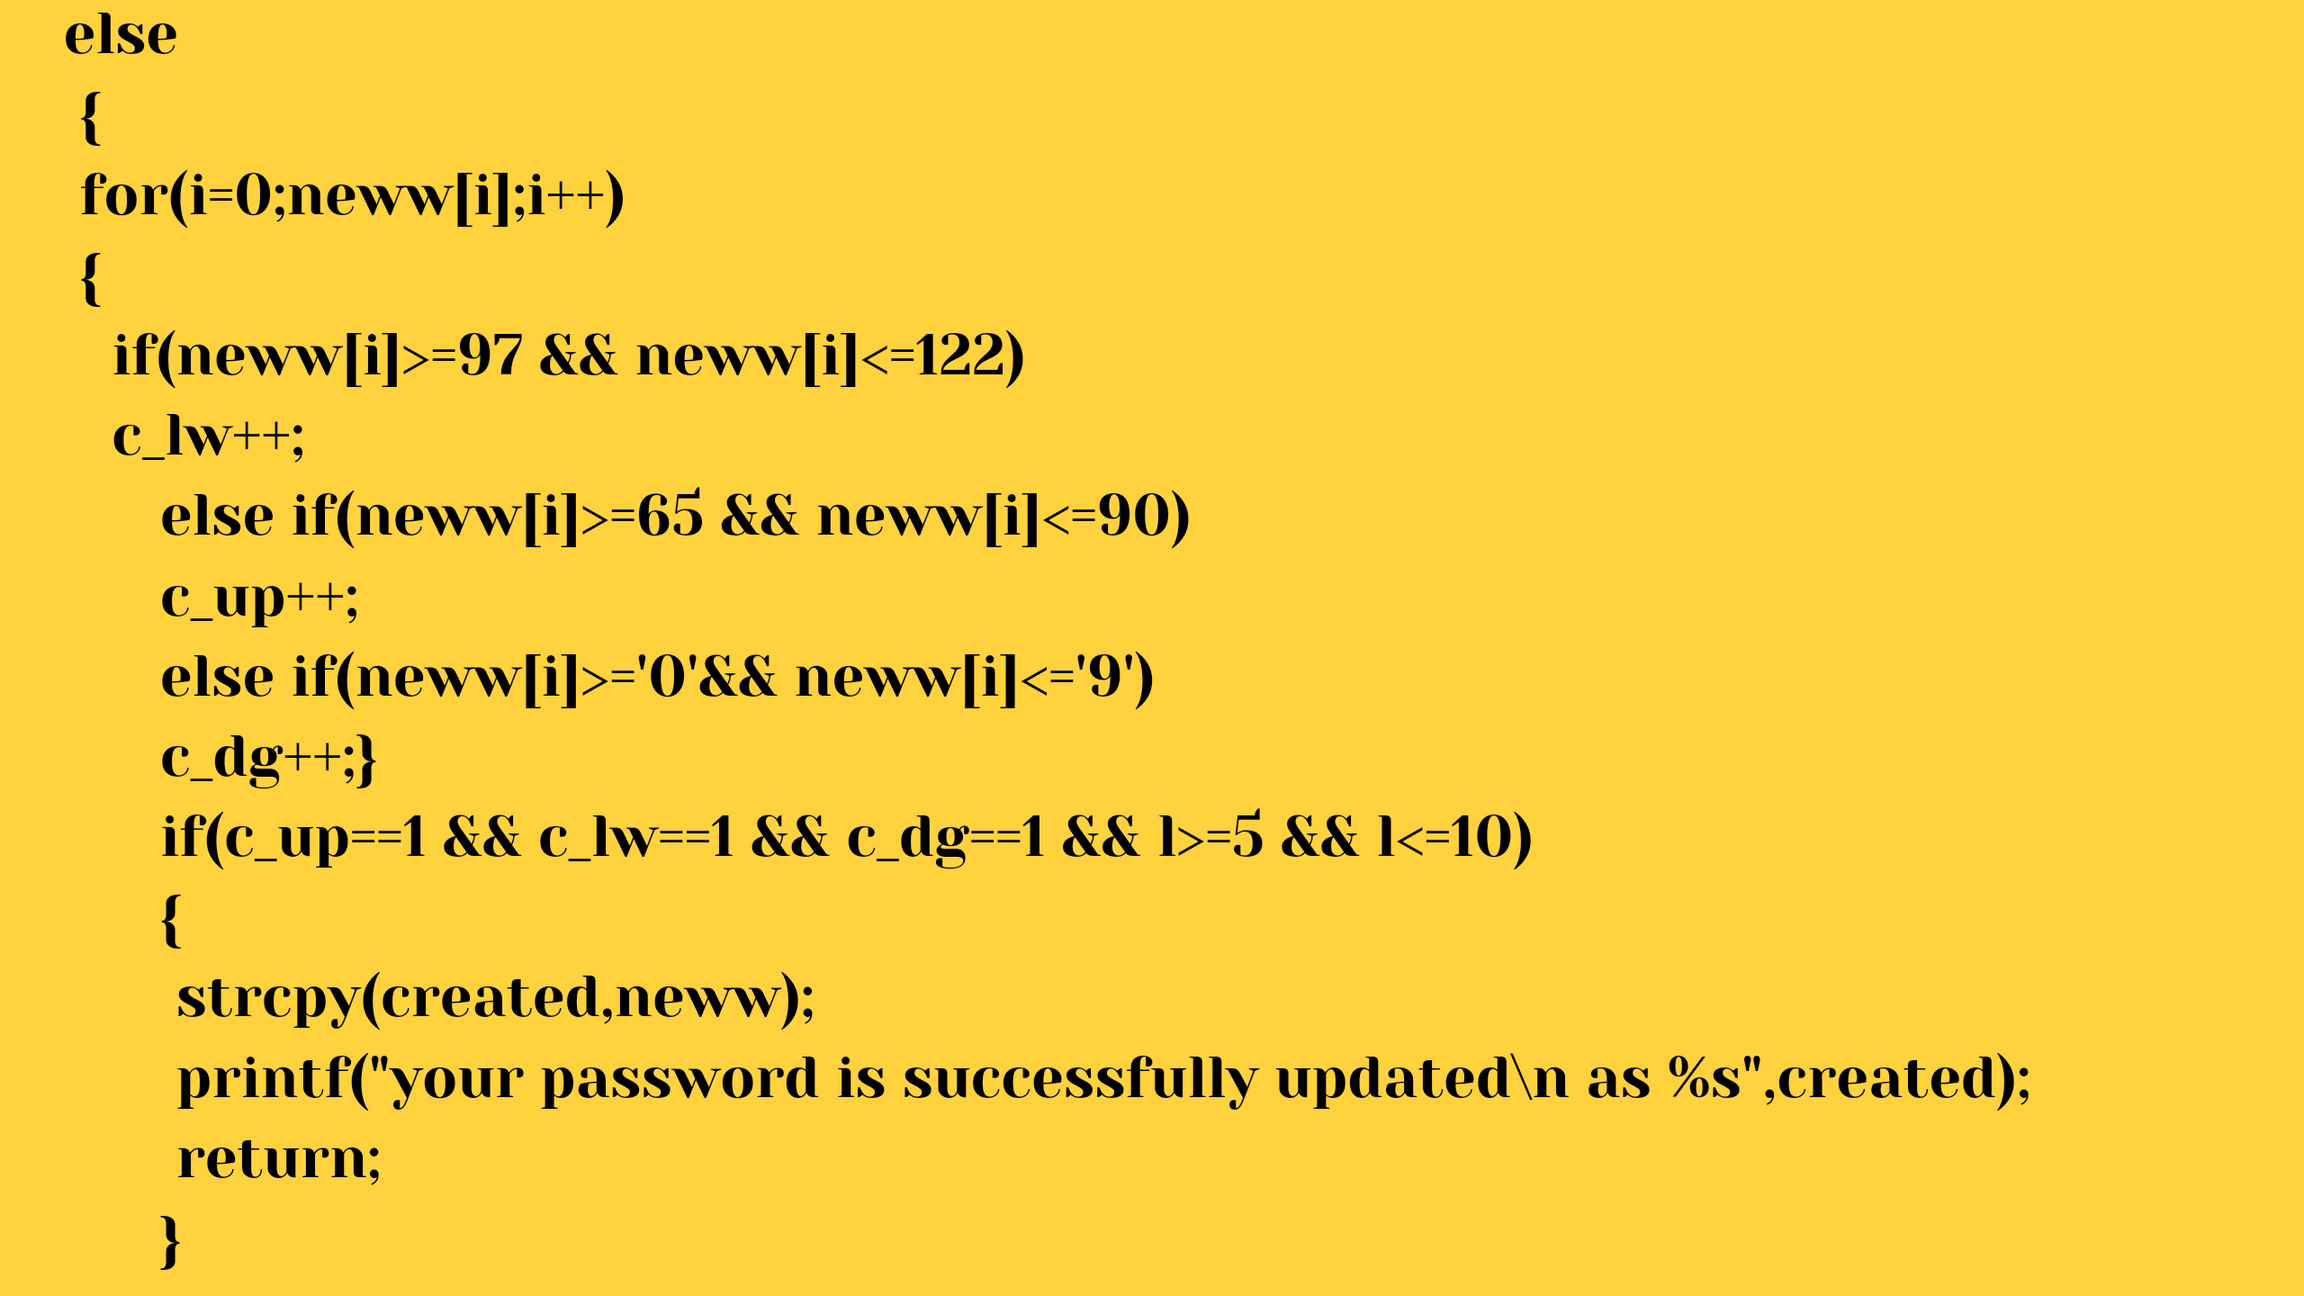 else
{
for(i=0;neww[i];i++)
{
if(neww[i]>=97 && neww[i]<=122)
c_lw++;
else if(neww[i]>=65 && neww[i]<=90)
c_up++;
else if(neww[i]>='0'&& neww[i]<='9')
c_dg++;}
if(c_up==1 && c_lw==1 && c_dg==1 && l>=5 && l<=10)
{
strcpy(created,neww);
printf("your password is successfully updated\n as %s",created);
return;
}